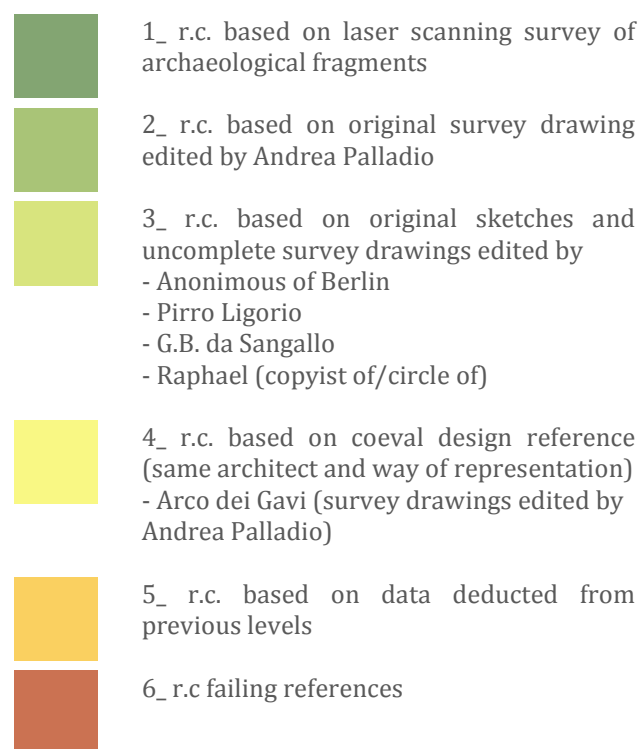 1_ r.c. based on laser scanning survey of
archaeological fragments
2_ r.c. based on original survey drawing
edited by Andrea Palladio
3_ r.c. based on original sketches and
uncomplete survey drawings edited by
- Anonimous of Berlin
- Pirro Ligorio
- G.B. da Sangallo
- Raphael (copyist of/circle of)
4_ r.c. based on coeval design reference
(same architect and way of representation)
- Arco dei Gavi (survey drawings edited by
Andrea Palladio)
5_ r.c. based on data deducted from
previous levels
6_ r.c failing references